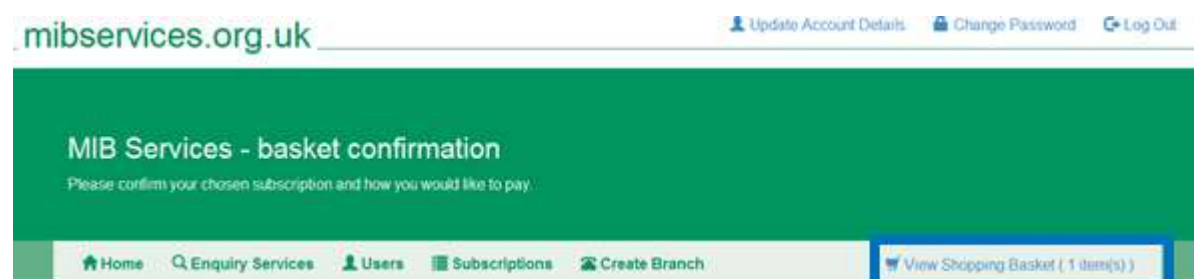 mibservices.org.uk
Update Account Details Change Password Log Out
MIB Services - basket confirmation
Please confirm your chosen subscription and how you would like to pay.
Home Enquiry Services Users Subscriptions Create Branch View Shopping Basket ( 1 item(s) )